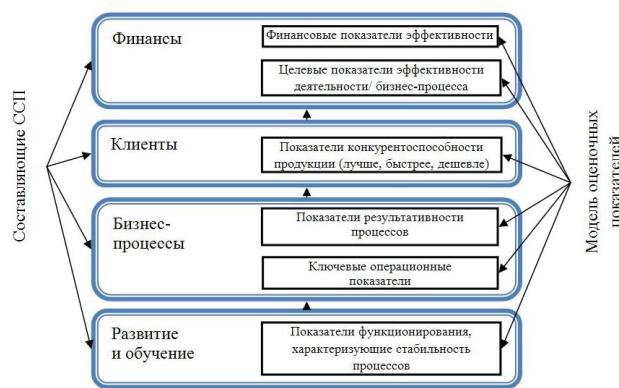 Составляющие ССП
Финансы
Финансовые показатели эффективности
Целевые показатели эффективности
деятельности/ бизнес-процесса
Клиенты
Показатели конкурентоспособности
продукции (лучше, быстрее, дешевле)
Бизнес-
процессы
Показатели результативности
процессов
Ключевые операционные
показатели
Развитие
и обучение
Показатели функционирования,
характеризующие стабильность
процессов
Модель оценочных
показателей